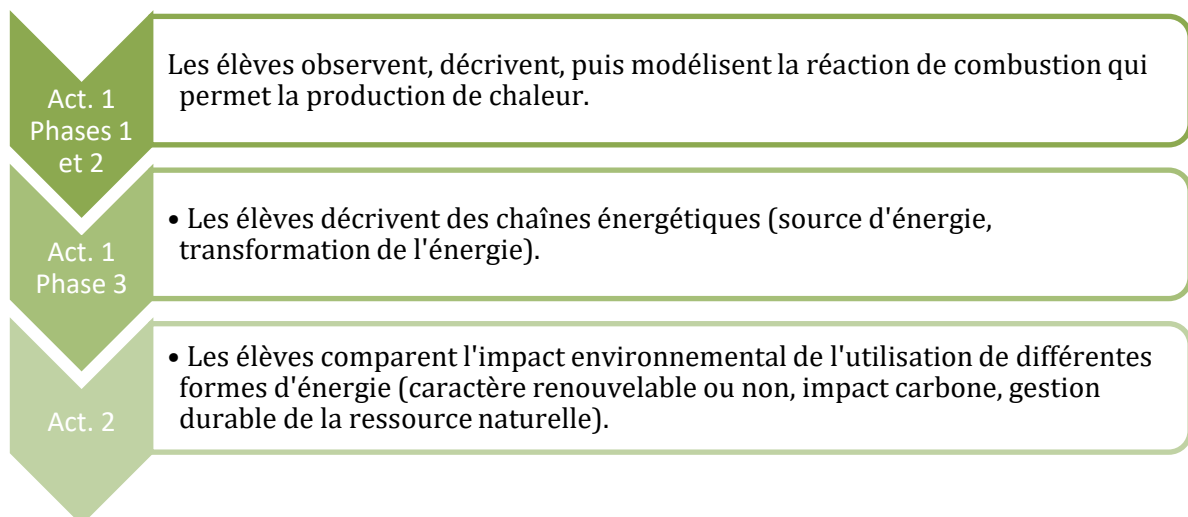 Act. 1
Phases 1
et 2
Les élèves observent, décrivent, puis modélisent la réaction de combustion qui
permet la production de chaleur.
Act. 1
Phase 3
• Les élèves décrivent des chaînes énergétiques (source d'énergie,
transformation de l'énergie).
Act. 2
• Les élèves comparent l'impact environnemental de l'utilisation de différentes
formes d'énergie (caractère renouvelable ou non, impact carbone, gestion
durable de la ressource naturelle).